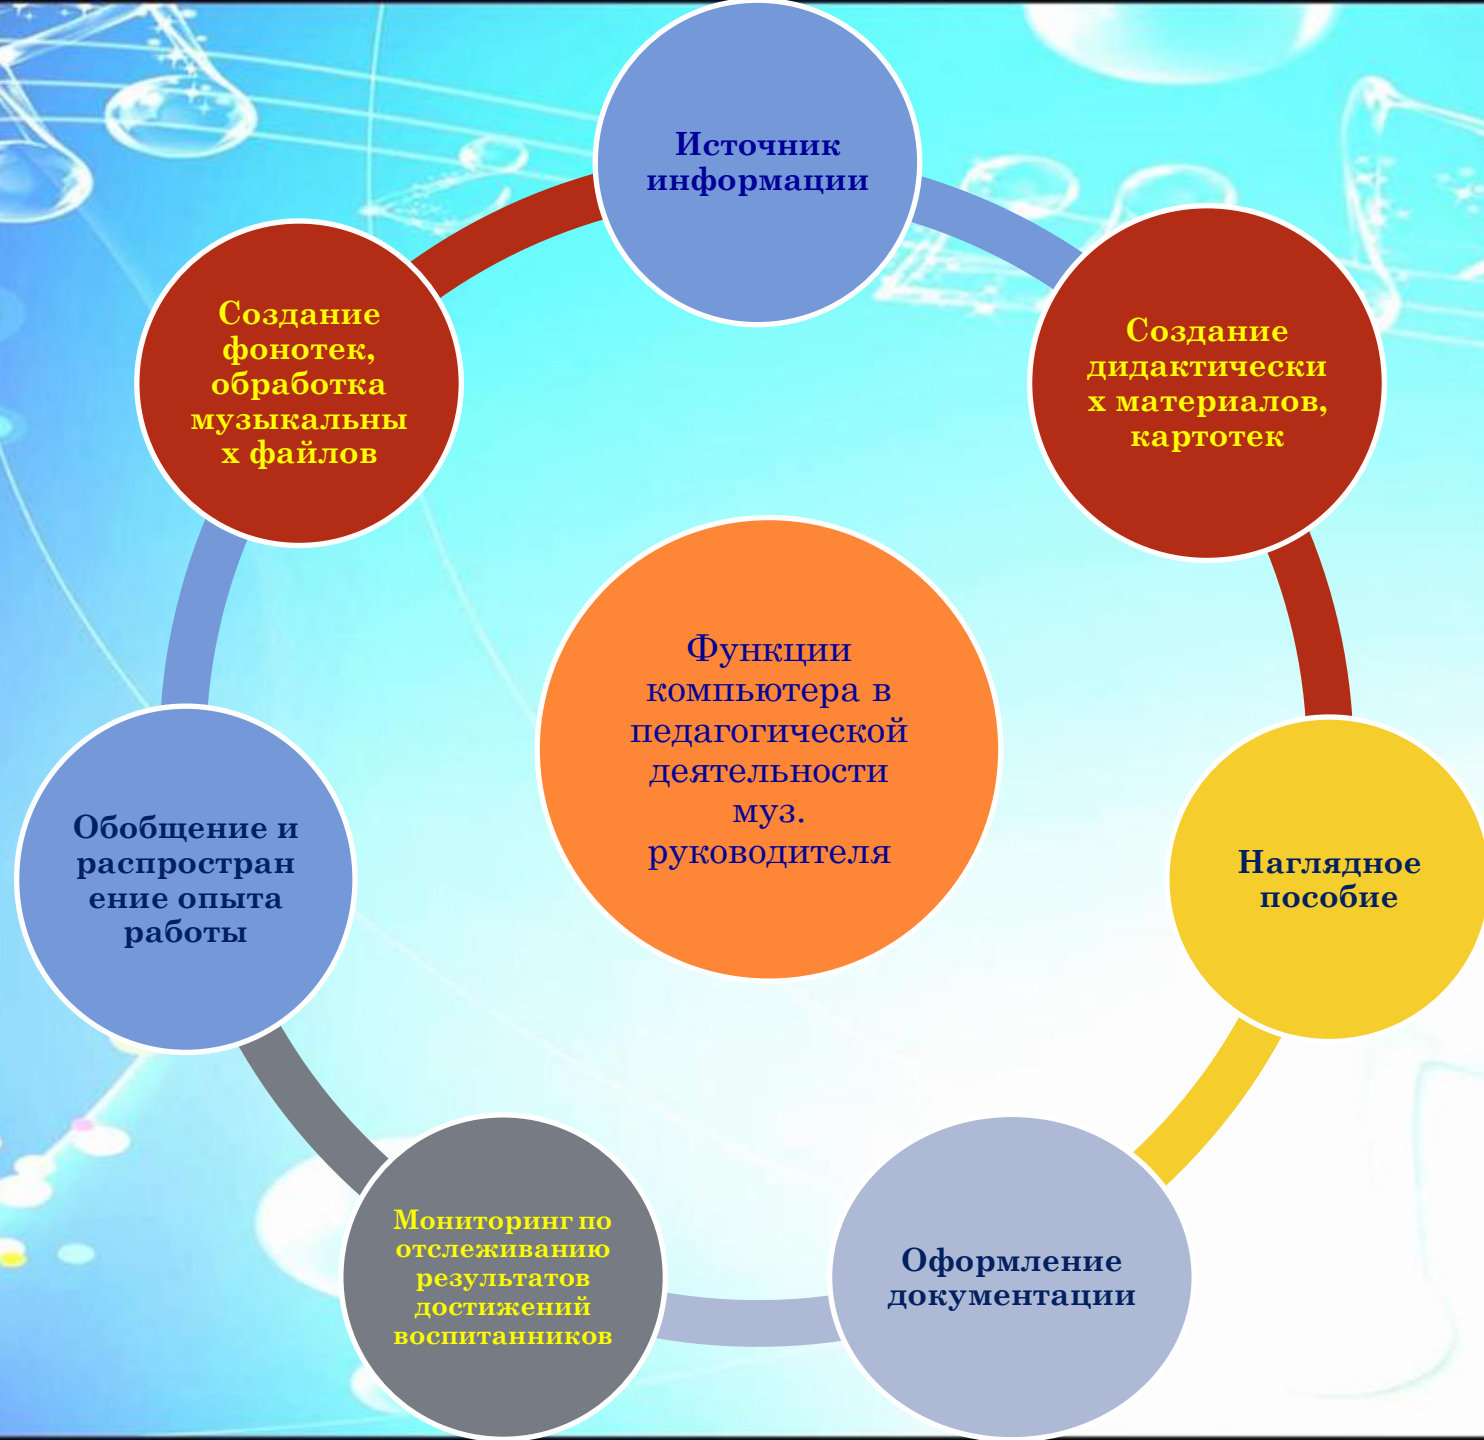 Источник
информации
Создание
дидактически
х материалов,
картотек
Наглядное
пособие
Оформление
документации
Мониторинг по
отслеживанию
результатов
достижений
воспитанников
Обобщение и
распростран
ение опыта
работы
Создание
фонотек,
обработка
музыкальны
х файлов
Функции
компьютера в
педагогической
деятельности
муз.
руководителя